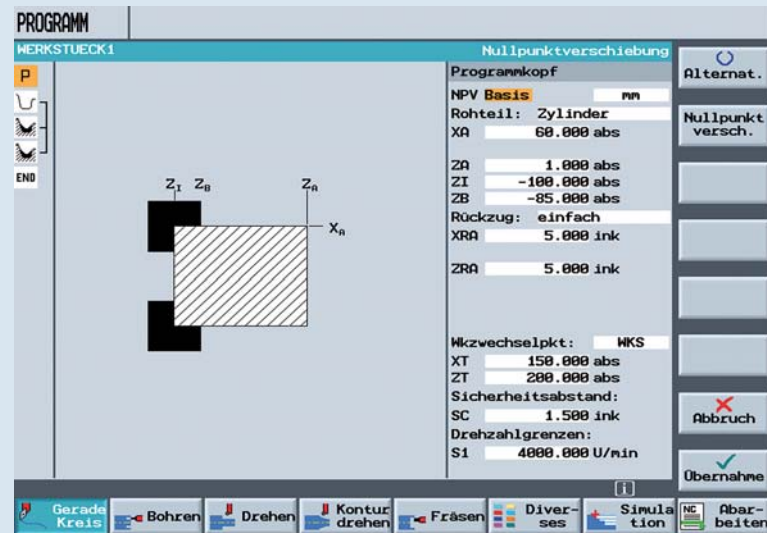 PROGRAMM
WERKSTUECK1
Nullpunktverschiebung
P
END
ZI ZB ZA
XA
Programmkopf
NPV Basis mm
Rohteil: Zylinder
XA 60.000 abs
ZA 1.000 abs
ZI -100.000 abs
ZB -85.000 abs
Rückzug: einfach
XRA 5.000 ink
ZRA 5.000 ink
Wkzwechselpkt: WKS
XT 150.000 abs
ZT 200.000 abs
Sicherheitsabstand:
SC 1.500 ink
Drehzahlgrenzen:
S1 4000.000 U/min
i
Alternat.
Nullpunkt
versch.
Abbruch
Übernahme
Gerade
Kreis
Bohren
Drehen
Kontur
drehen
Fräsen
Diver-
ses
Simula
tion
NC
Abar-
beiten